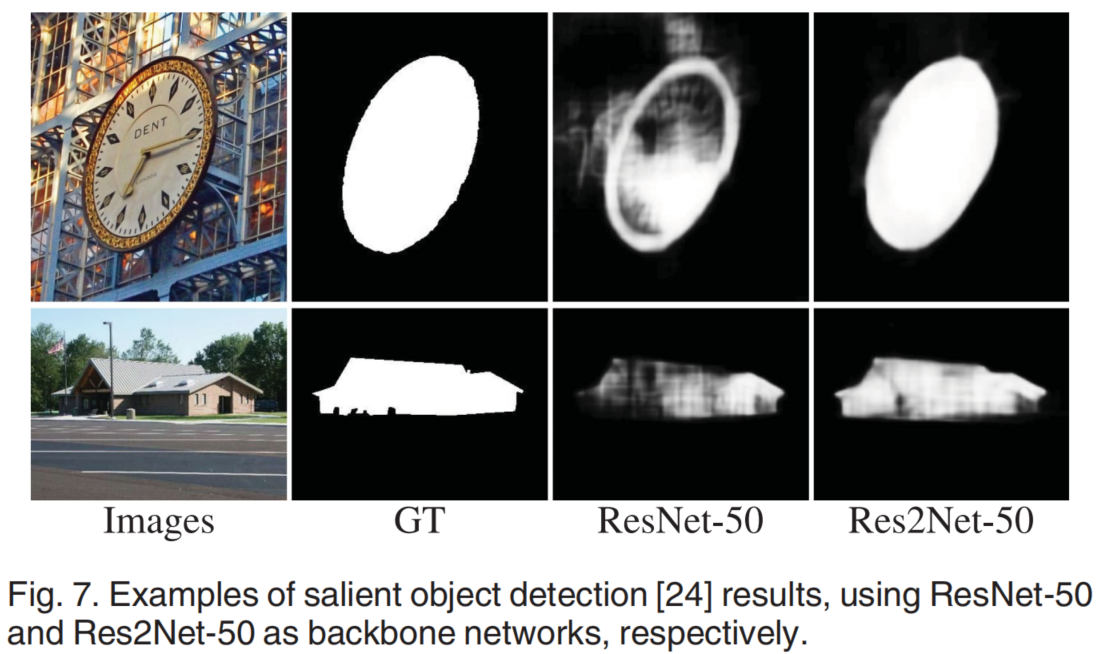 DENT
Images
GT
ResNet-50
Res2Net-50
Fig. 7. Examples of salient object detection [24] results, using ResNet-50
and Res2Net-50 as backbone networks, respectively.